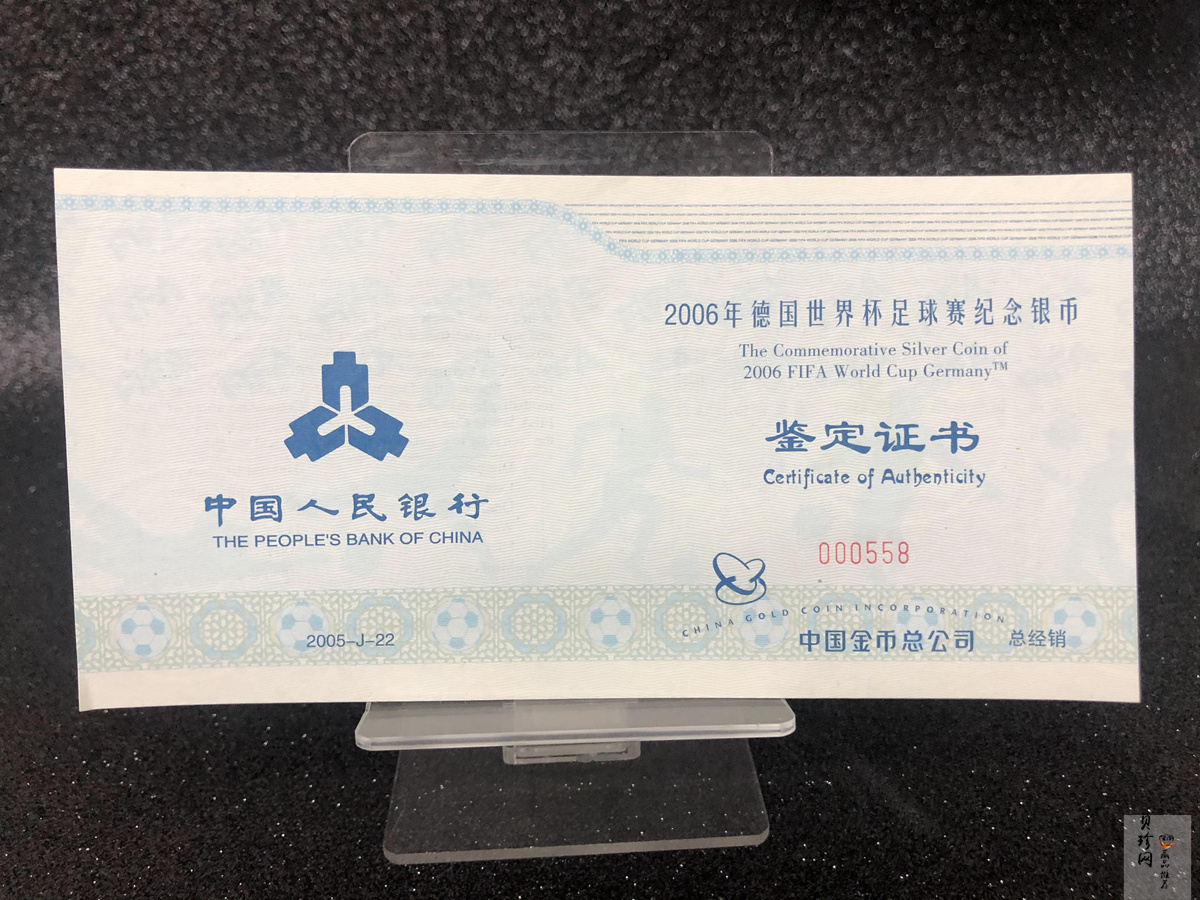 中国人民银行
THE PEOPLE'S BANK OF CHINA
2005-J-22
2006年德国世界杯足球赛纪念银币
The Commemorative Silver Coin of
2006 FIFA World Cup Germany™
鉴定证书
Certificate of Authenticity
000558
CHINA GOLD COIN INCORPORATION
中国金币总公司 总经销